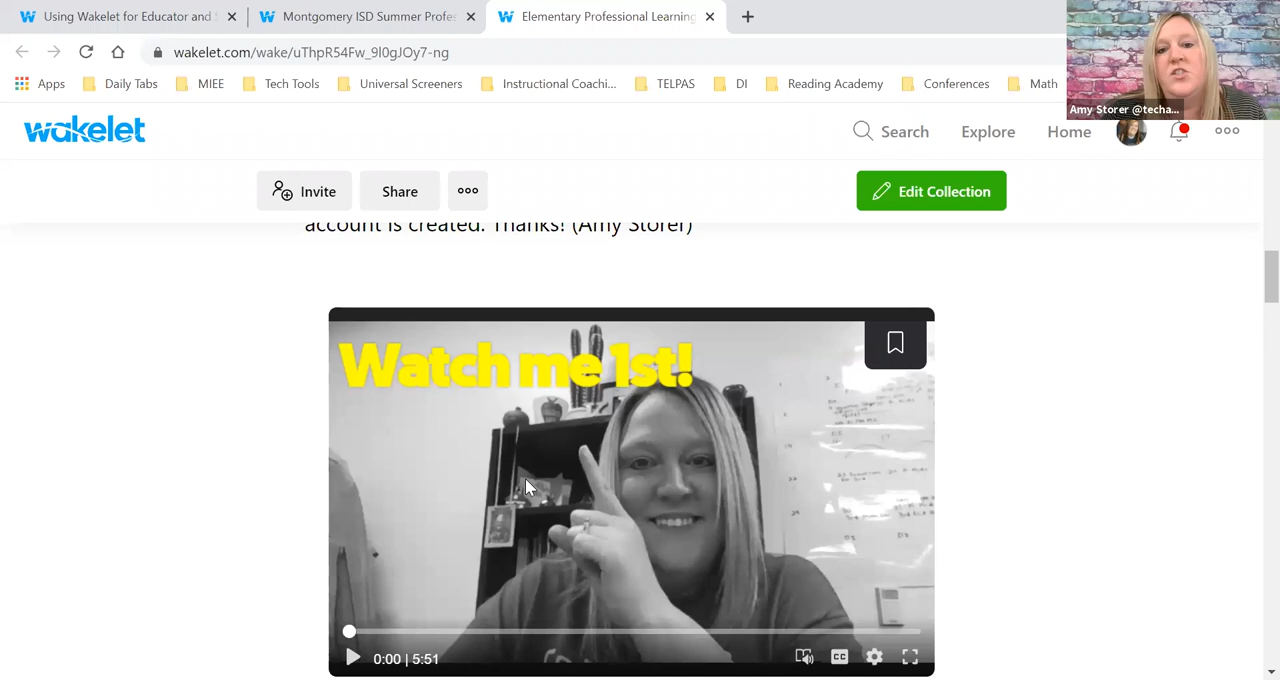 Using Wakelet for Educator and
Montgomery ISD Summer Profes
Elementary Professional Learning
wakelet.com/wake/uThpR54Fw_9l0gJOy7-ng
Apps Daily Tabs MIEE Tech Tools Universal Screeners Instructional Coachi... TELPAS DI Reading Academy Conferences Math
Amy Storer @techa...
wakelet Search Explore Home
Invite Share Edit Collection
account is created. Thanks! (Amy Storer)
Watch me 1st!
0:00 | 5:51 CC